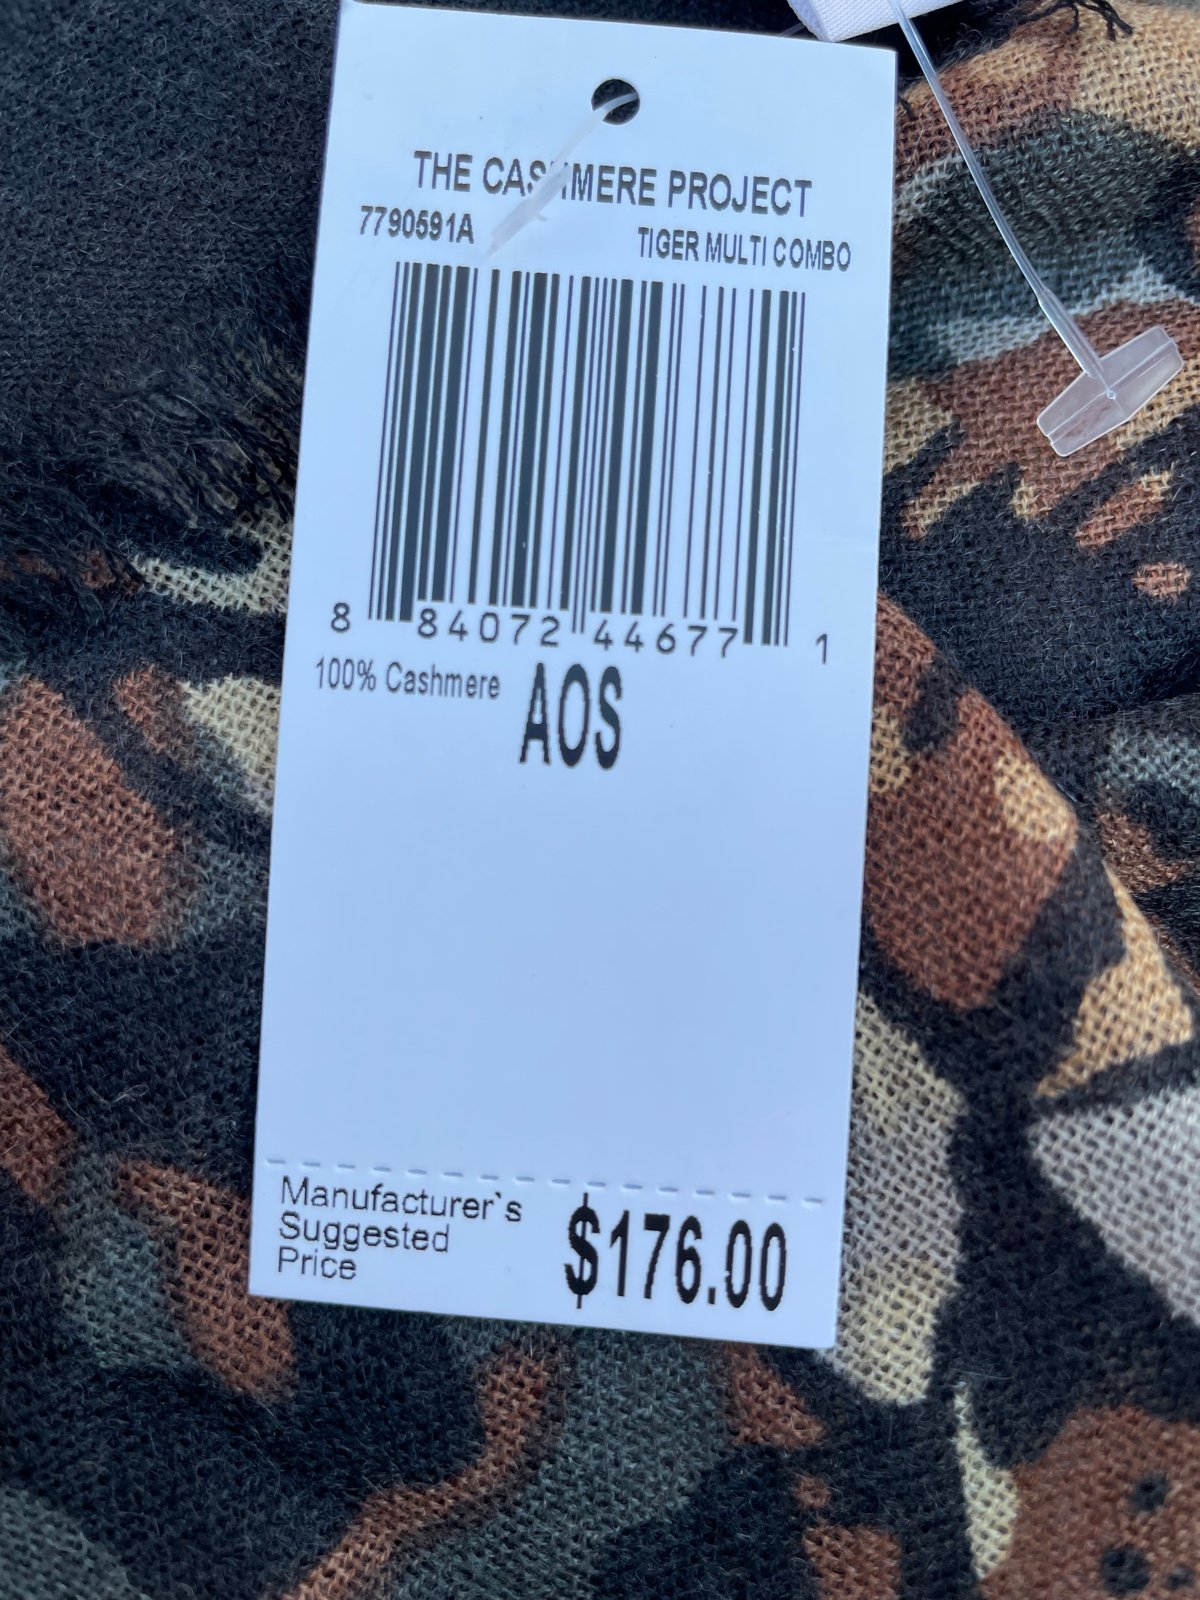 THE CASHMERE PROJECT
7790591A
TIGER MULTI COMBO
8 84072 44677 1
100% Cashmere
AOS
Manufacturer`s
Suggested
Price
$176.00